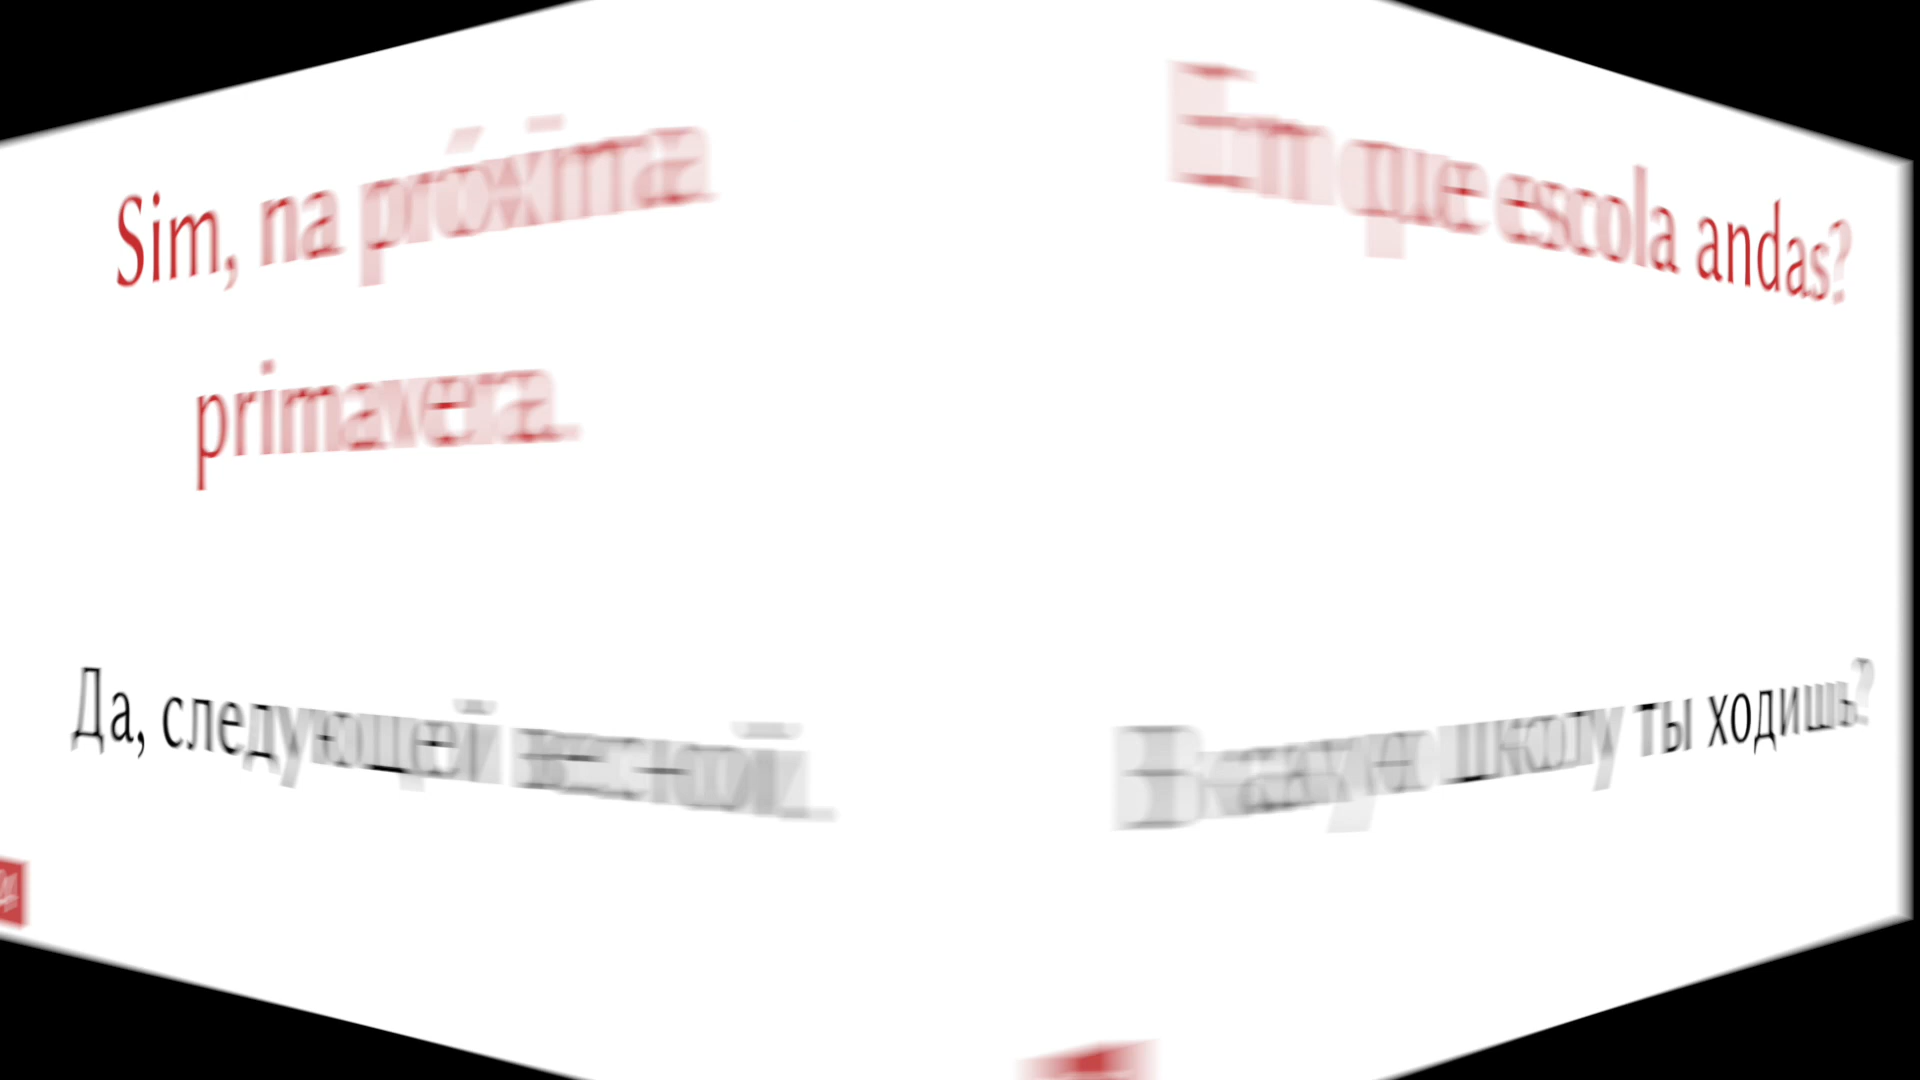 Sim, na próxima
primavera.
Да, следующей весной.
Em que escola andas?
В какую школу ты ходишь?